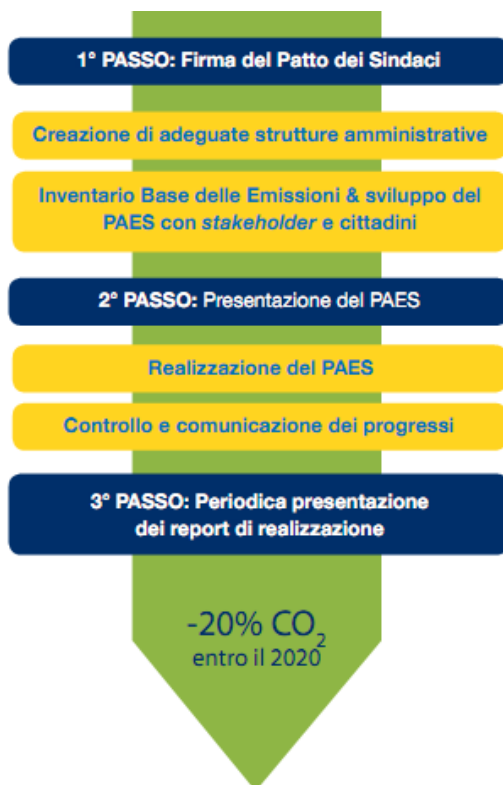 1° PASSO: Firma del Patto dei Sindaci
Creazione di adeguate strutture amministrative
Inventario Base delle Emissioni & sviluppo del
PAES con stakeholder e cittadini
2° PASSO: Presentazione del PAES
Realizzazione del PAES
Controllo e comunicazione dei progressi
3° PASSO: Periodica presentazione
dei report di realizzazione
-20% CO₂
entro il 2020